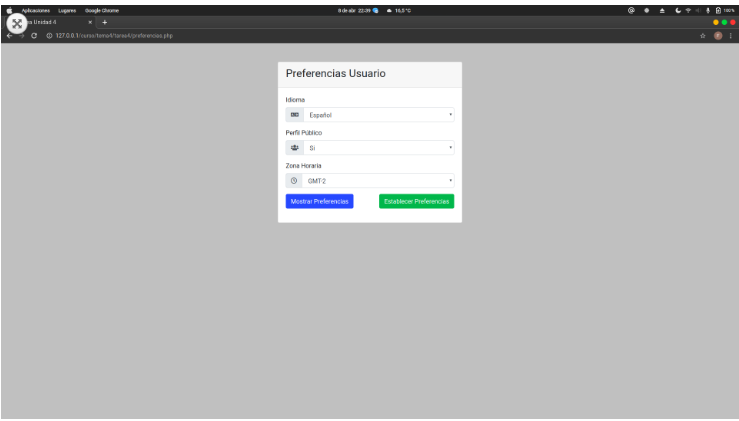 Aplicaciones Lugares Google Chrome 8 de abr 22:39 16,5 °C 100%
Unidad 4
127.0.0.1/curso/tema4/tarea4/preferencias.php
Preferencias Usuario
Idioma
Español
Perfil Público
Si
Zona Horaria
GMT-2
Mostrar Preferencias Establecer Preferencias